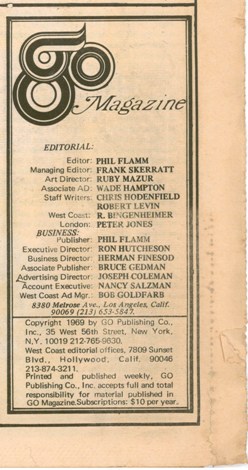 GO
Magazine
EDITORIAL:
Editor: PHIL FLAMM
Managing Editor: FRANK SKERRATT
Art Director: RUBY MAZUR
Associate AD: WADE HAMPTON
Staff Writers: CHRIS HODENFIELD
ROBERT LEVIN
West Coast: R. BINGENHEIMER
London: PETER JONES
BUSINESS:
Publisher: PHIL FLAMM
Executive Director: RON HUTCHESON
Business Director: HERMAN FINESOD
Associate Publisher: BRUCE GEDMAN
Advertising Director: JOSEPH COLEMAN
Account Executive: NANCY SALZMAN
West Coast Ad Mgr.: BOB GOLDFARB
8380 Melrose Ave., Los Angeles, Calif.
90069 (213) 653-5847.
Copyright 1969 by GO Publishing Co.,
Inc., 35 West 56th Street, New York,
N.Y. 10019 212-765-9630.
West Coast editorial offices, 7809 Sunset
Blvd., Hollywood, Calif. 90046
213-874-3211.
Printed and published weekly, GO
Publishing Co., Inc. accepts full and total
responsibility for material published in
GO Magazine.Subscriptions: $10 per year.